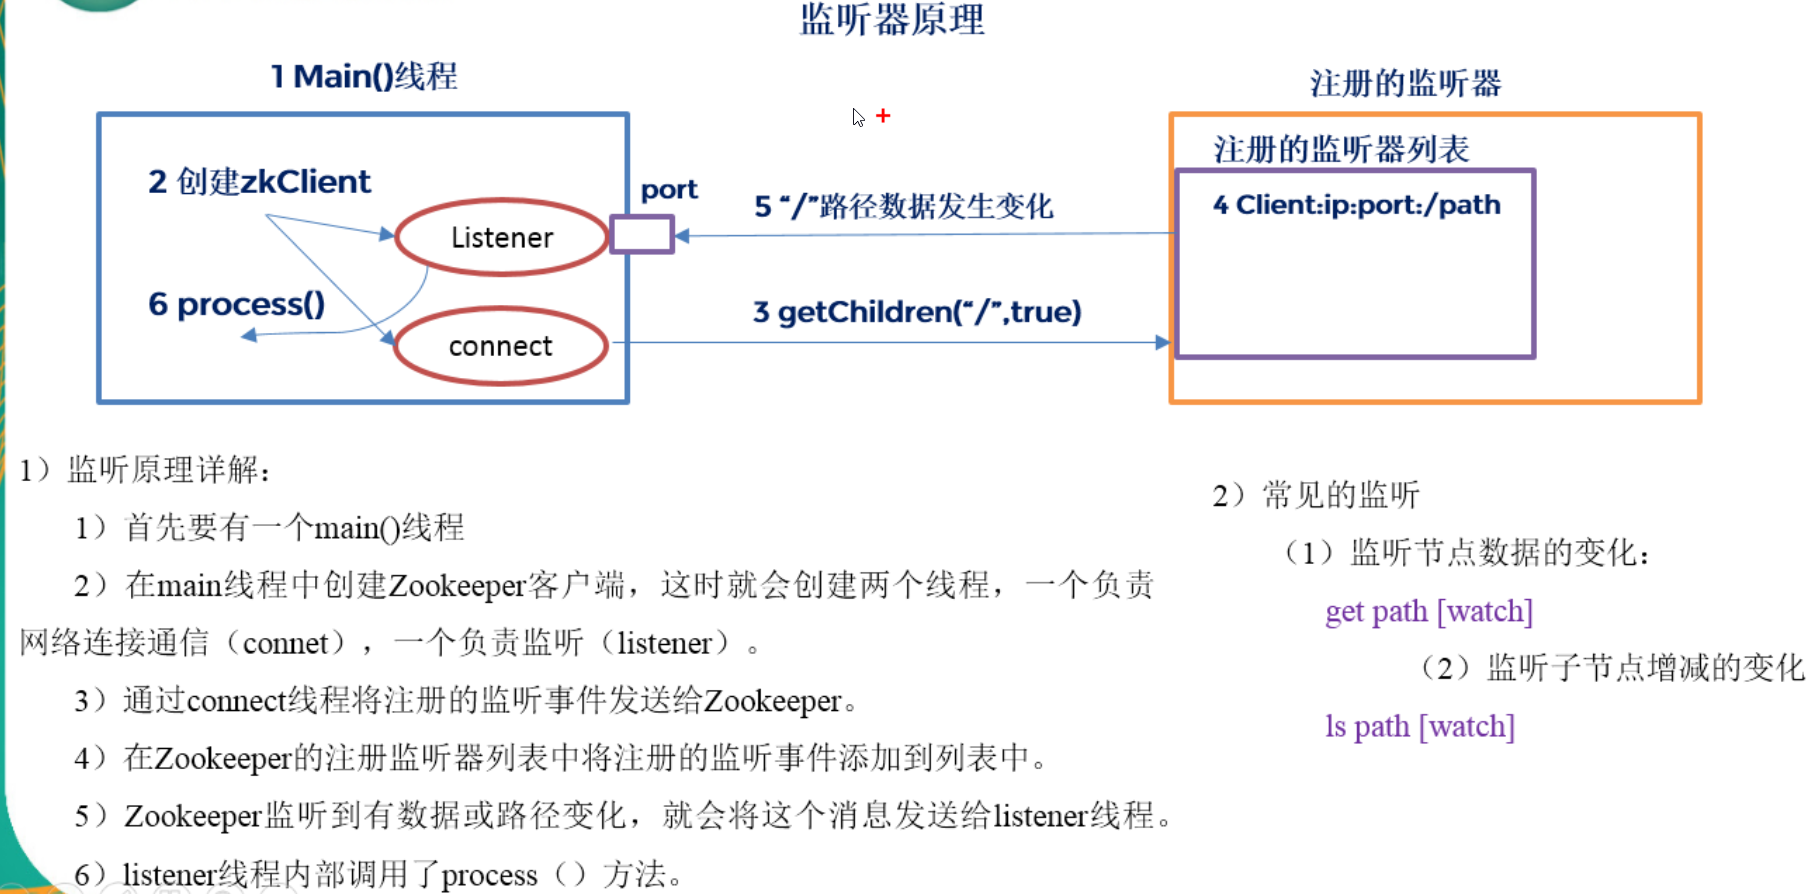 监听器原理
1 Main()线程
注册的监听器
注册的监听器列表
2 创建zkClient
port
5 “/”路径数据发生变化
4 Client:ip:port:/path
Listener
6 process()
3 getChildren(“/”,true)
connect
1）监听原理详解：
1）首先要有一个main()线程
2）在main线程中创建Zookeeper客户端，这时就会创建两个线程，一个负责
网络连接通信（connet），一个负责监听（listener）。
3）通过connect线程将注册的监听事件发送给Zookeeper。
4）在Zookeeper的注册监听器列表中将注册的监听事件添加到列表中。
5）Zookeeper监听到有数据或路径变化，就会将这个消息发送给listener线程。
6）listener线程内部调用了process（）方法。
2）常见的监听
（1）监听节点数据的变化：
get path [watch]
（2）监听子节点增减的变化
ls path [watch]